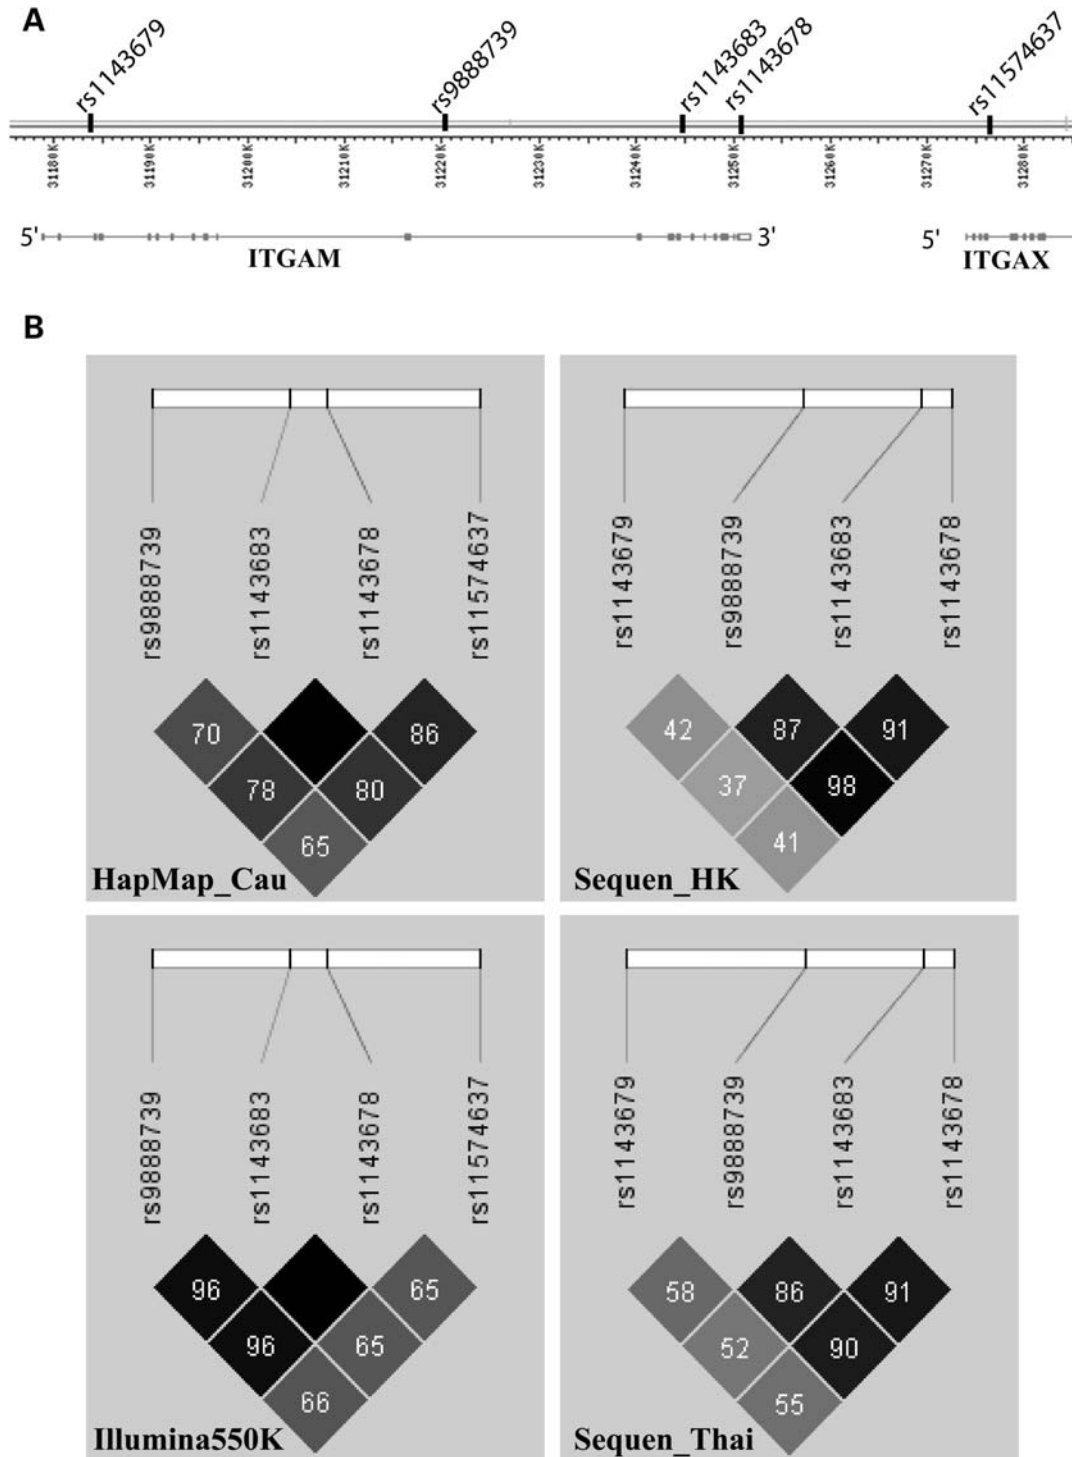 A
rs1143679
rs9888739
rs1143683
rs1143678
rs11574637
31180K 31190K 31200K 31210K 31220K 31230K 31240K 31250K 31260K 31270K 31280K
5' 3' 5'
ITGAM ITGAX
B
rs9888739 rs1143683 rs1143678 rs11574637
70 86
78 80
65
HapMap_Cau
rs1143679 rs9888739 rs1143683 rs1143678
42 87 91
37 98
41
Sequen_HK
rs9888739 rs1143683 rs1143678 rs11574637
96 65
96 65
66
Illumina550K
rs1143679 rs9888739 rs1143683 rs1143678
58 86 91
52 90
55
Sequen_Thai